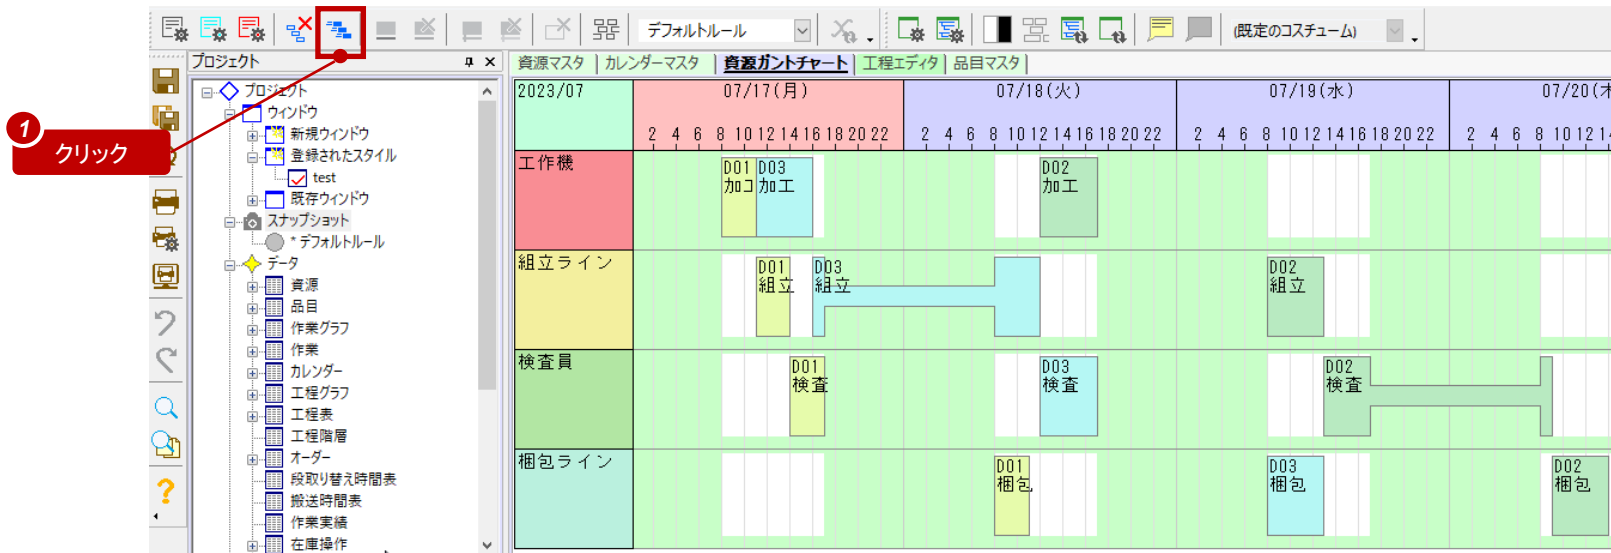 デフォルトルール
(既定のコスチューム)
1
クリック
プロジェクト
プロジェクト
ウィンドウ
新規ウィンドウ
登録されたスタイル
test
既存ウィンドウ
スナップショット
* デフォルトルール
データ
資源
品目
作業グラフ
作業
カレンダー
工程グラフ
工程表
工程階層
オーダー
段取り替え時間表
搬送時間表
作業実績
在庫操作
資源マスタ
カレンダーマスタ
資源ガントチャート
工程エディタ
品目マスタ
2023/07
07/17(月)
07/18(火)
07/19(水)
07/20(木
2 4 6 8 10 12 14 16 18 20 22
2 4 6 8 10 12 14 16 18 20 22
2 4 6 8 10 12 14 16 18 20 22
2 4 6 8 10 12 14
工作機
D01
加工
D03
加工
D02
加工
組立ライン
D01
組立
D03
組立
D02
組立
検査員
D01
検査
D03
検査
D02
検査
梱包ライン
D01
梱包
D03
梱包
D02
梱包